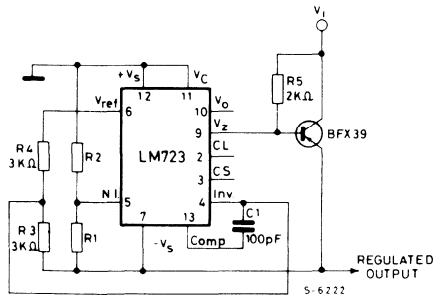 Vi
+Vs
VC
12 11
R5
2KΩ
Vref
6
10
Vo
Vz
9
BFX39
R4
3KΩ
R2
LM723
CL
2
CS
3
NI
5
Inv
4
R3
3KΩ
R1
7
13
C1
100pF
-Vs
Comp
REGULATED
OUTPUT
S-6222